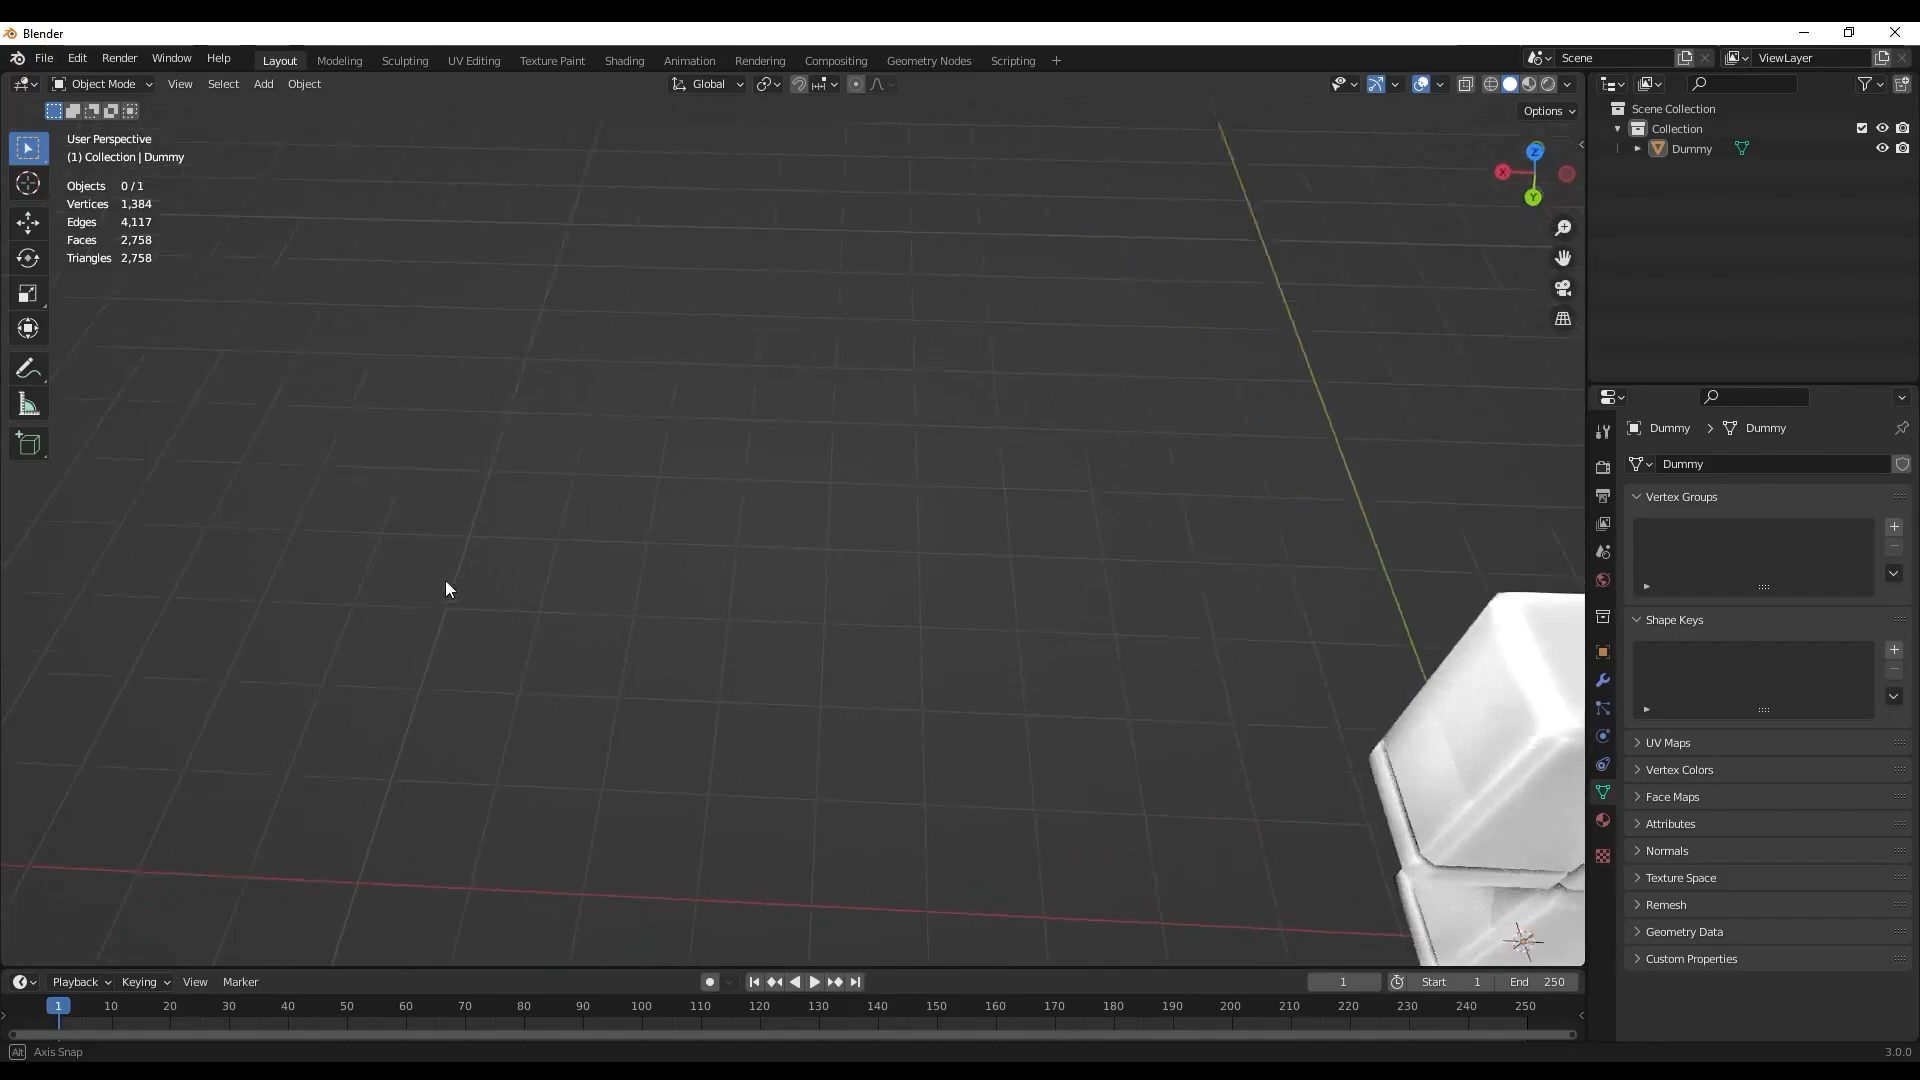 Blender
File Edit Render Window Help Layout Modeling Sculpting UV Editing Texture Paint Shading Animation Rendering Compositing Geometry Nodes Scripting + Scene ViewLayer
Object Mode View Select Add Object Global
Options
User Perspective
(1) Collection | Dummy
Objects 0 / 1
Vertices 1,384
Edges 4,117
Faces 2,758
Triangles 2,758
Z
X
Y
Scene Collection
Collection
Dummy
Dummy > Dummy
Dummy
Vertex Groups
Shape Keys
UV Maps
Vertex Colors
Face Maps
Attributes
Normals
Texture Space
Remesh
Geometry Data
Custom Properties
Playback Keying View Marker 1 Start 1 End 250
1 10 20 30 40 50 60 70 80 90 100 110 120 130 140 150 160 170 180 190 200 210 220 230 240 250
Alt Axis Snap 3.0.0